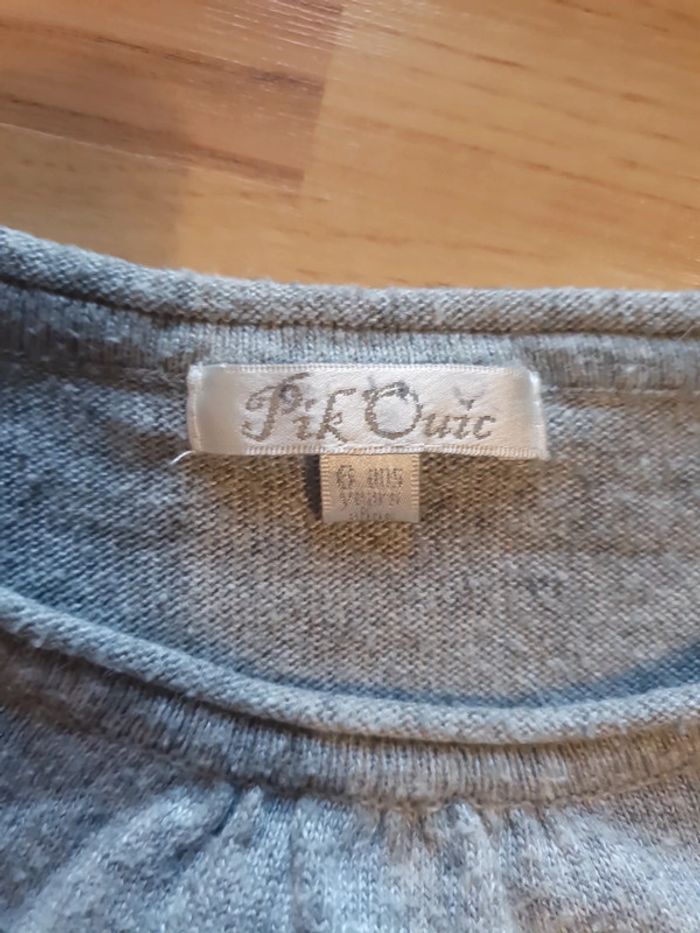 Pik Ouic
6 ans
years